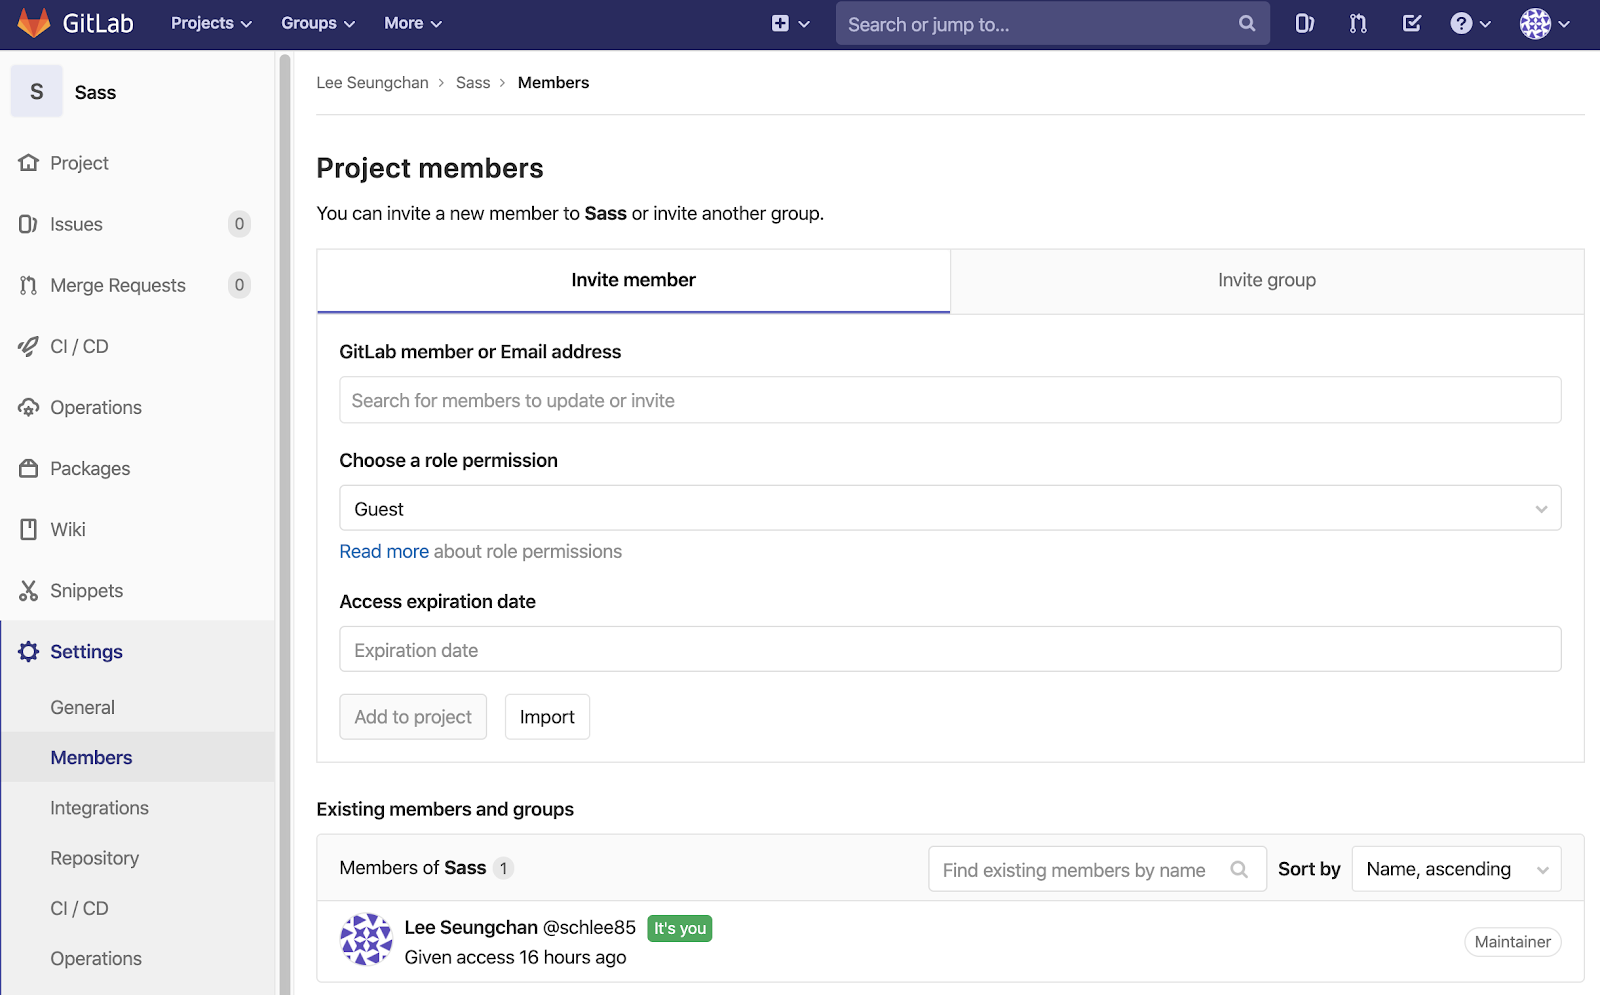 GitLab Projects Groups More Search or jump to...
S Sass
Project
Issues 0
Merge Requests 0
CI / CD
Operations
Packages
Wiki
Snippets
Settings
General
Members
Integrations
Repository
CI / CD
Operations
Lee Seungchan > Sass > Members
Project members
You can invite a new member to Sass or invite another group.
Invite member Invite group
GitLab member or Email address
Search for members to update or invite
Choose a role permission
Guest
Read more about role permissions
Access expiration date
Expiration date
Add to project Import
Existing members and groups
Members of Sass 1 Find existing members by name Sort by Name, ascending
Lee Seungchan @schlee85 It's you
Given access 16 hours ago
Maintainer